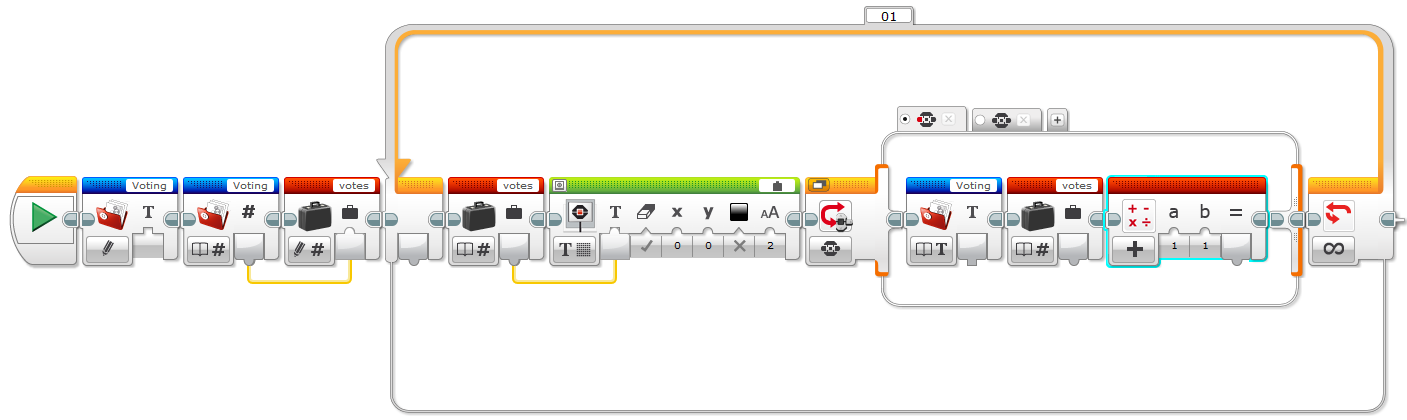 01
Voting
Voting
votes
votes
Voting
votes
T
#
T
x
y
AA
T
a
b
=
#
#
#
T
0
0
2
T
#
+
1
1
∞